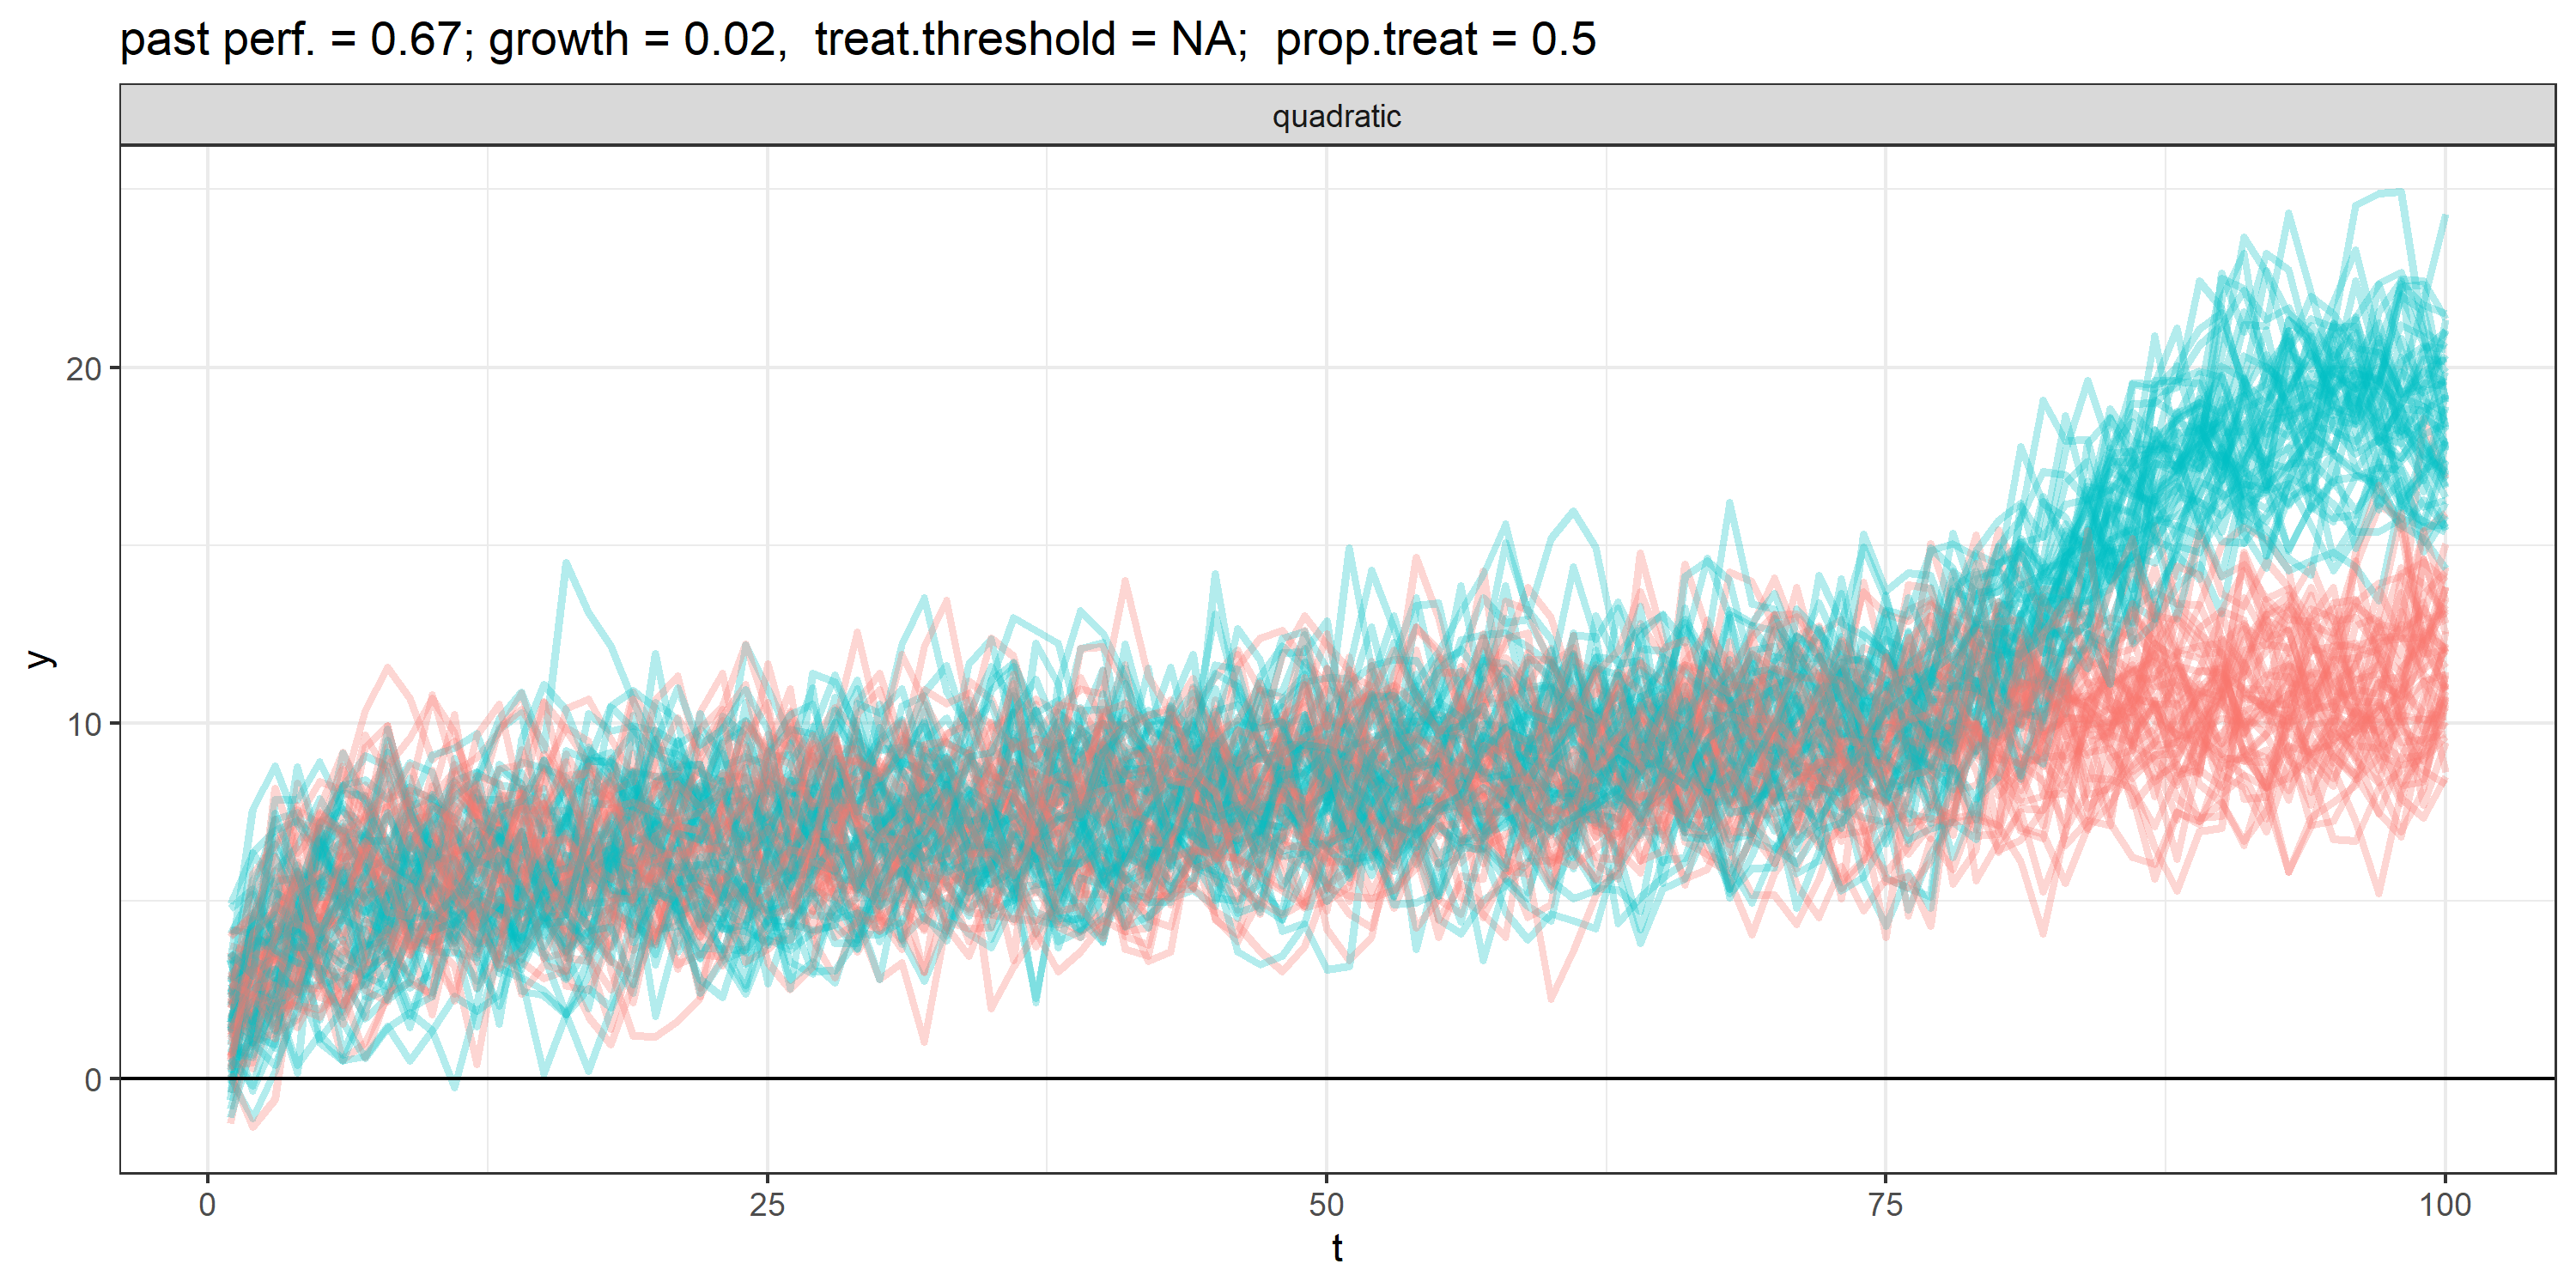 past perf. = 0.67; growth = 0.02,  treat.threshold = NA;  prop.treat = 0.5
quadratic
y
20
10
0
0 25 50 75 100
t